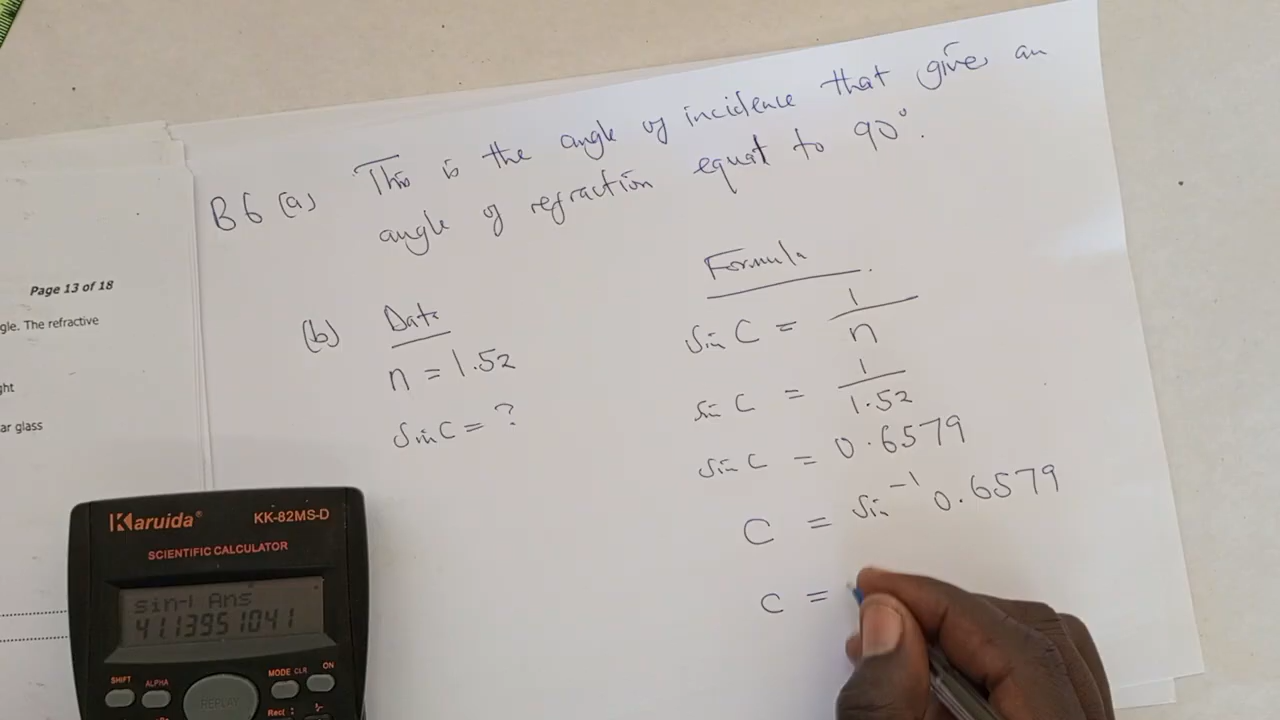 B6 (a) This is the angle of incidence that give an
angle of refraction equal to 90°.
Page 13 of 18
gle. The refractive
ght
ar glass
(b) Data
n = 1.52
sin C = ?
Formula
sin C = 1/n
sin C = 1/1.52
sin C = 0.6579
C = sin⁻¹ 0.6579
C =
Karuida® KK-82MS-D
SCIENTIFIC CALCULATOR
sin-1 Ans
41.13951041
SHIFT ALPHA REPLAY MODE CLR ON